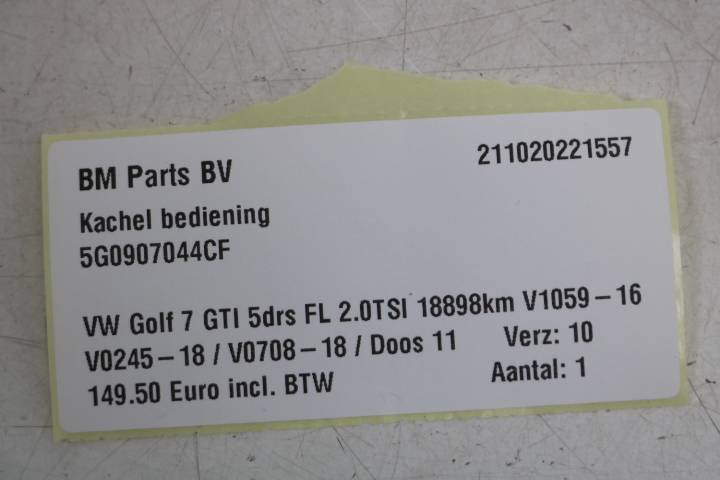 BM Parts BV 211020221557
Kachel bediening
5G0907044CF
VW Golf 7 GTI 5drs FL 2.0TSI 18898km V1059-16
V0245-18 / V0708-18 / Doos 11 Verz: 10
149.50 Euro incl. BTW Aantal: 1